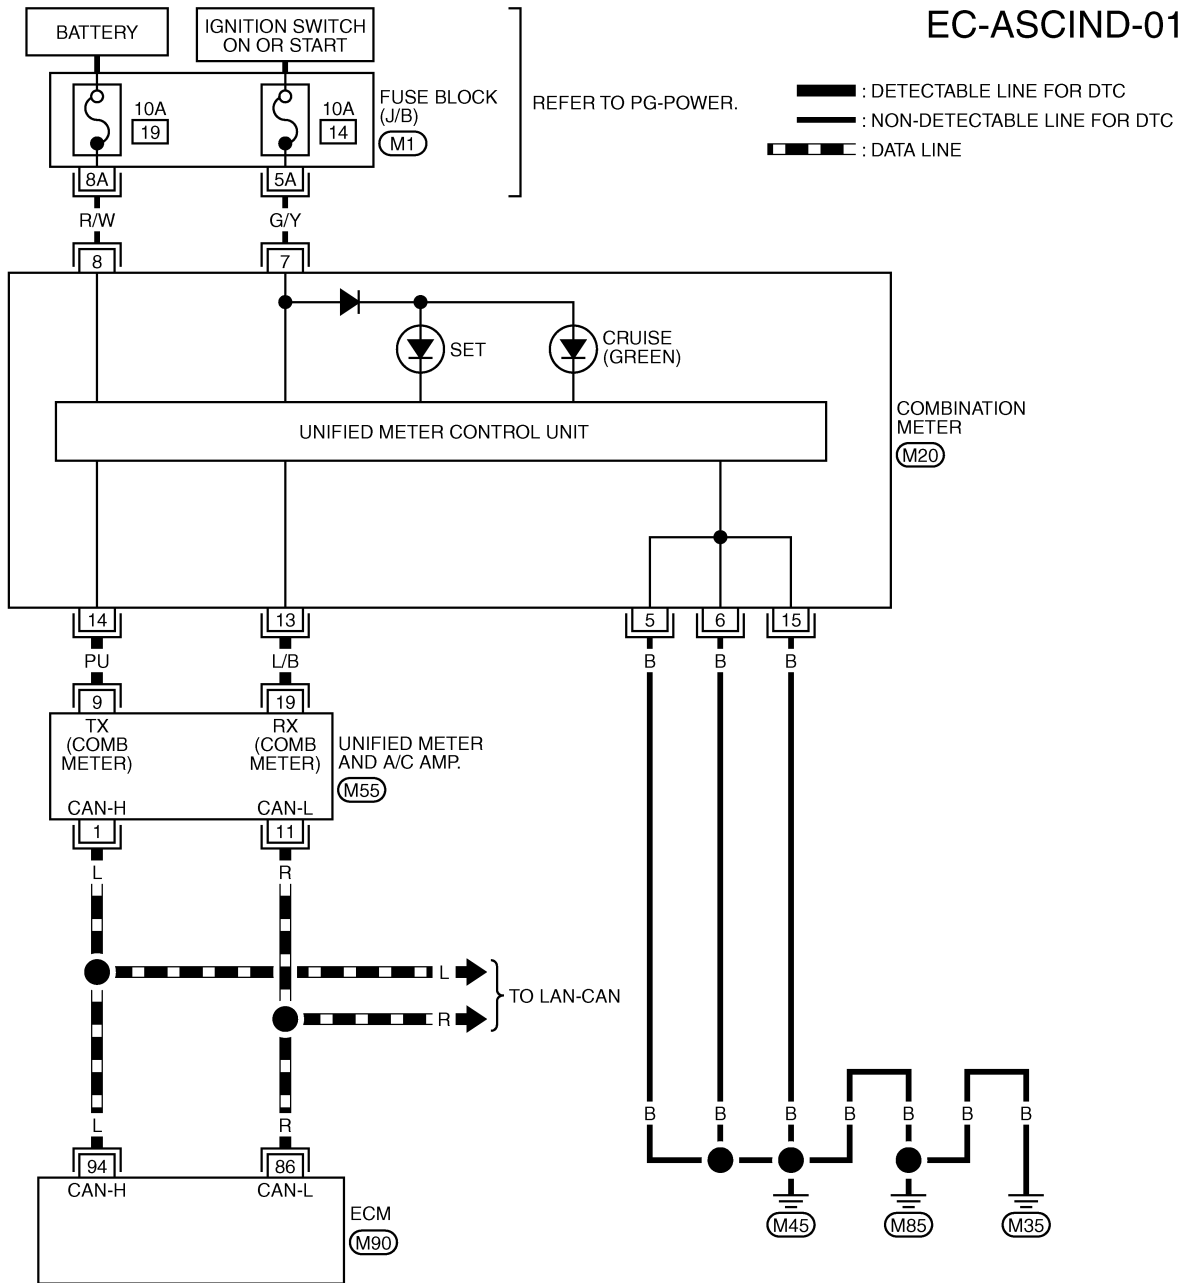 EC-ASCIND-01
BATTERY
IGNITION SWITCH
ON OR START
10A
19
10A
14
FUSE BLOCK
(J/B)
M1
REFER TO PG-POWER.
: DETECTABLE LINE FOR DTC
: NON-DETECTABLE LINE FOR DTC
: DATA LINE
8A
5A
R/W
G/Y
8
7
SET
CRUISE
(GREEN)
UNIFIED METER CONTROL UNIT
COMBINATION
METER
M20
14
13
5
6
15
PU
L/B
B
B
B
9
19
TX
(COMB
METER)
RX
(COMB
METER)
UNIFIED METER
AND A/C AMP.
M55
CAN-H
CAN-L
1
11
L
R
L
R
TO LAN-CAN
L
R
B
B
B
B
B
B
B
94
86
CAN-H
CAN-L
ECM
M90
M45
M85
M35